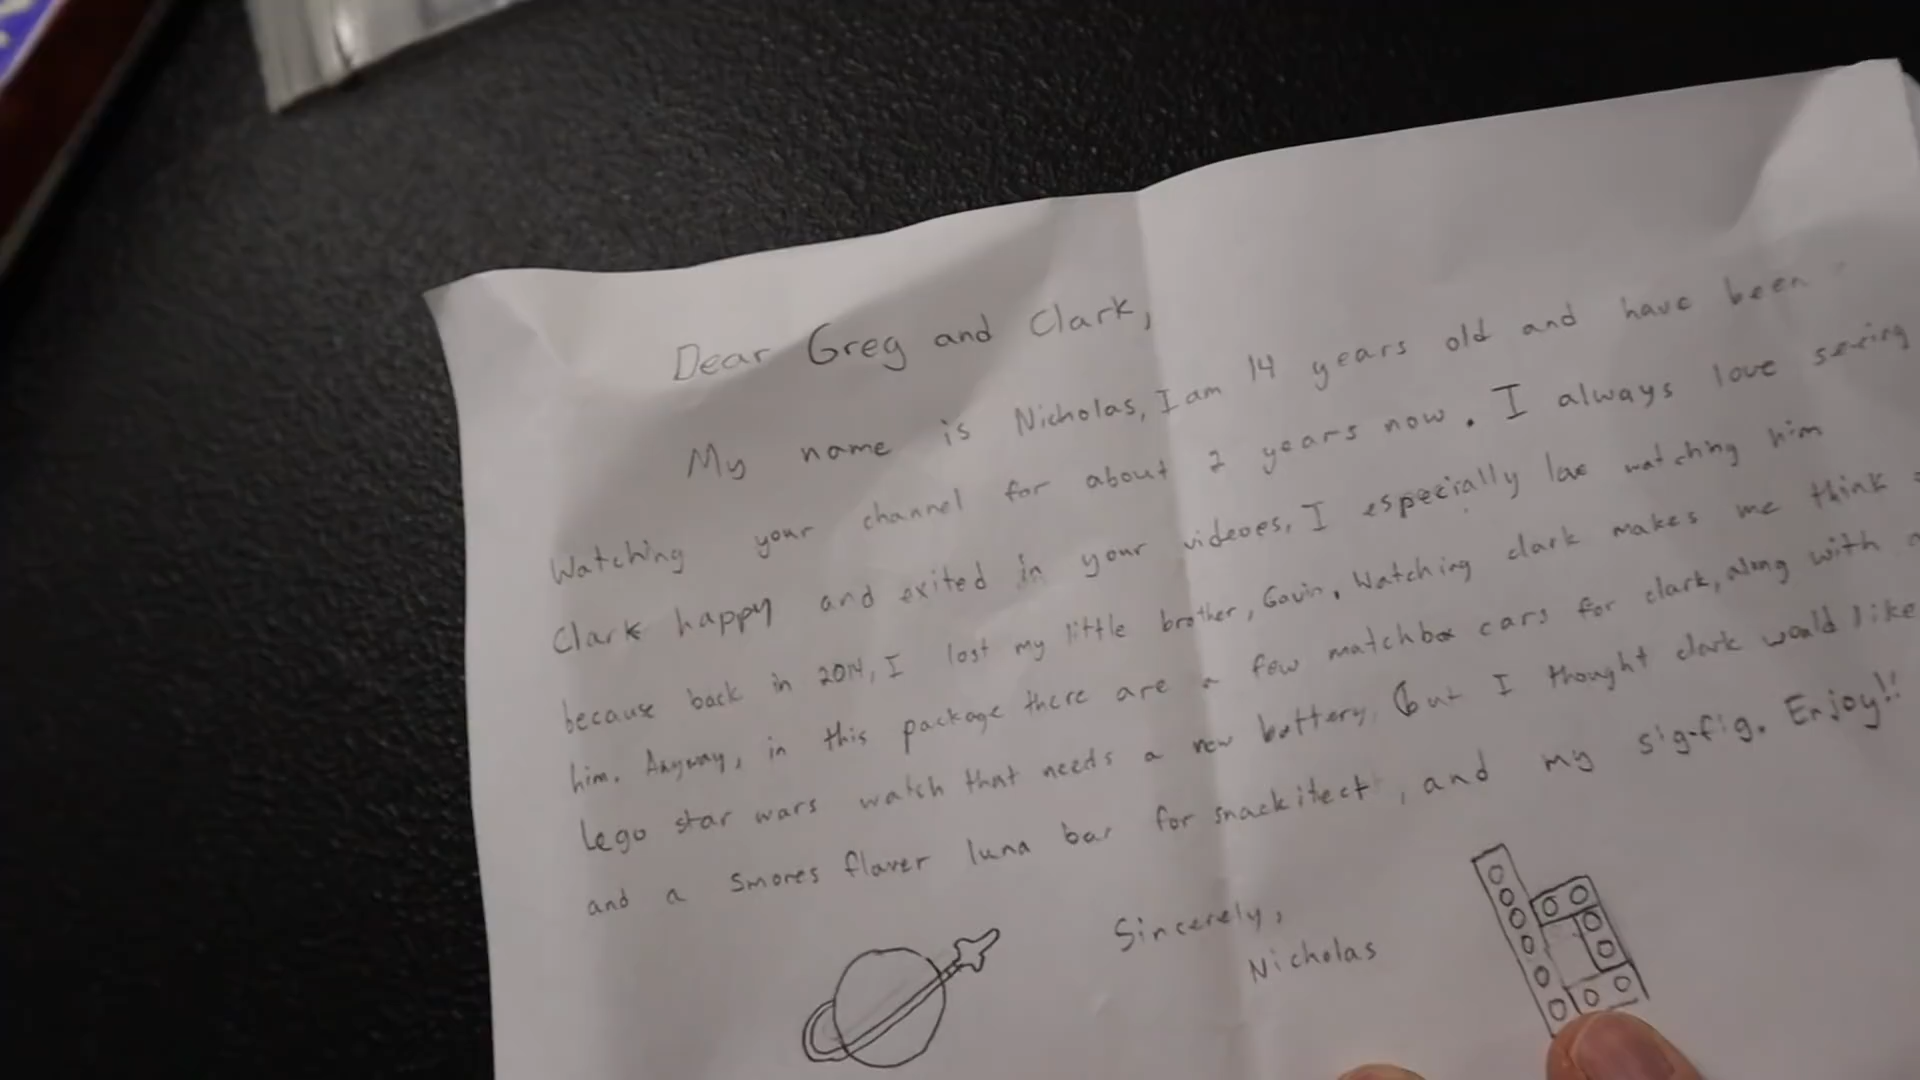 Dear Greg and Clark,
My name is Nicholas, I am 14 years old and have been
Watching your channel for about 2 years now. I always love seeing
Clark happy and exited in your videoes, I especially love watching him
because back in 2014, I lost my little brother, Gavin. Watching clark makes me think
him. Anyway, in this package there are a few matchbox cars for clark, along with a
Lego star wars watch that needs a new battery, but I thought clark would like
and a Smores flaver luna bar for snackitect, and my sig-fig. Enjoy!!
Sincerely,
Nicholas